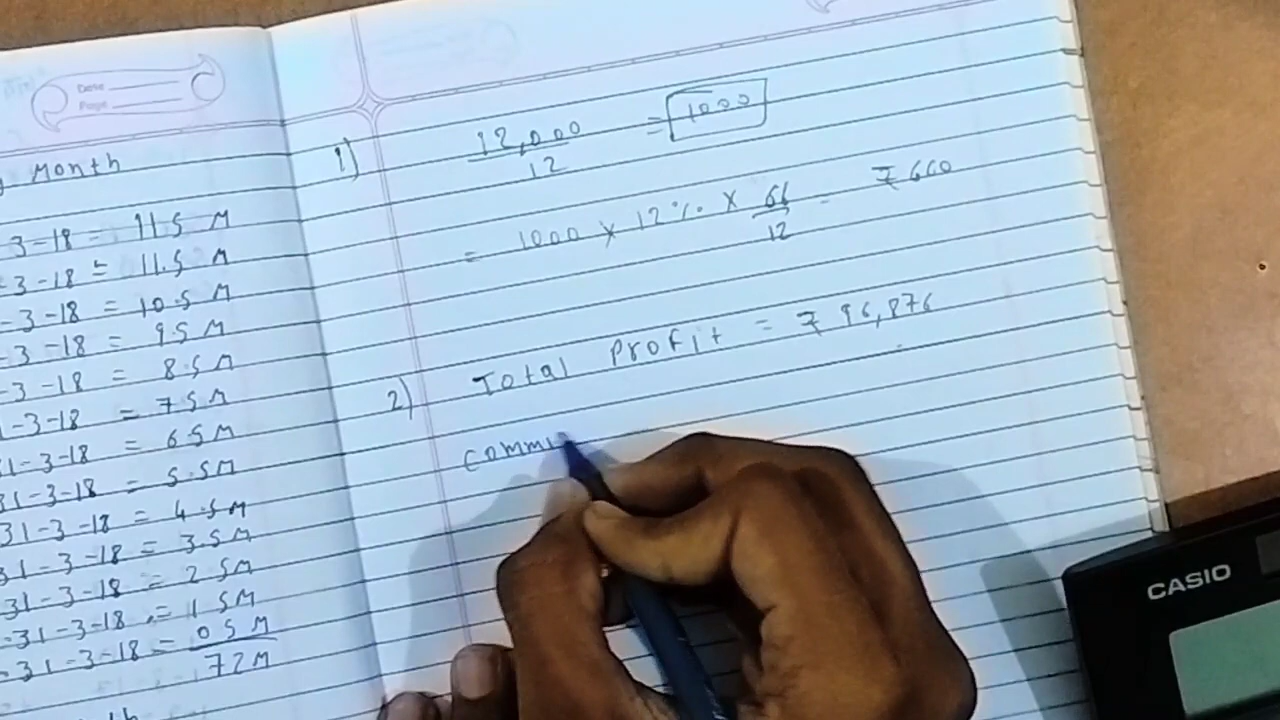 Date
Page
Month
3-18 = 11.5 M
-3-18 = 11.5 M
-3-18 = 10.5 M
-3-18 = 9.5 M
-3-18 = 8.5 M
1-3-18 = 7.5 M
31-3-18 = 6.5 M
31-3-18 = 5.5 M
31-3-18 = 4.5 M
31-3-18 = 3.5 M
31-3-18 = 2.5 M
-31-3-18 = 1.5 M
-31-3-18 = 0.5 M
72 M
1) 12,000 / 12 = 1000
= 1000 × 12% × 66 / 12 = ₹ 660
2) Total Profit = ₹ 96,876
commi
CASIO